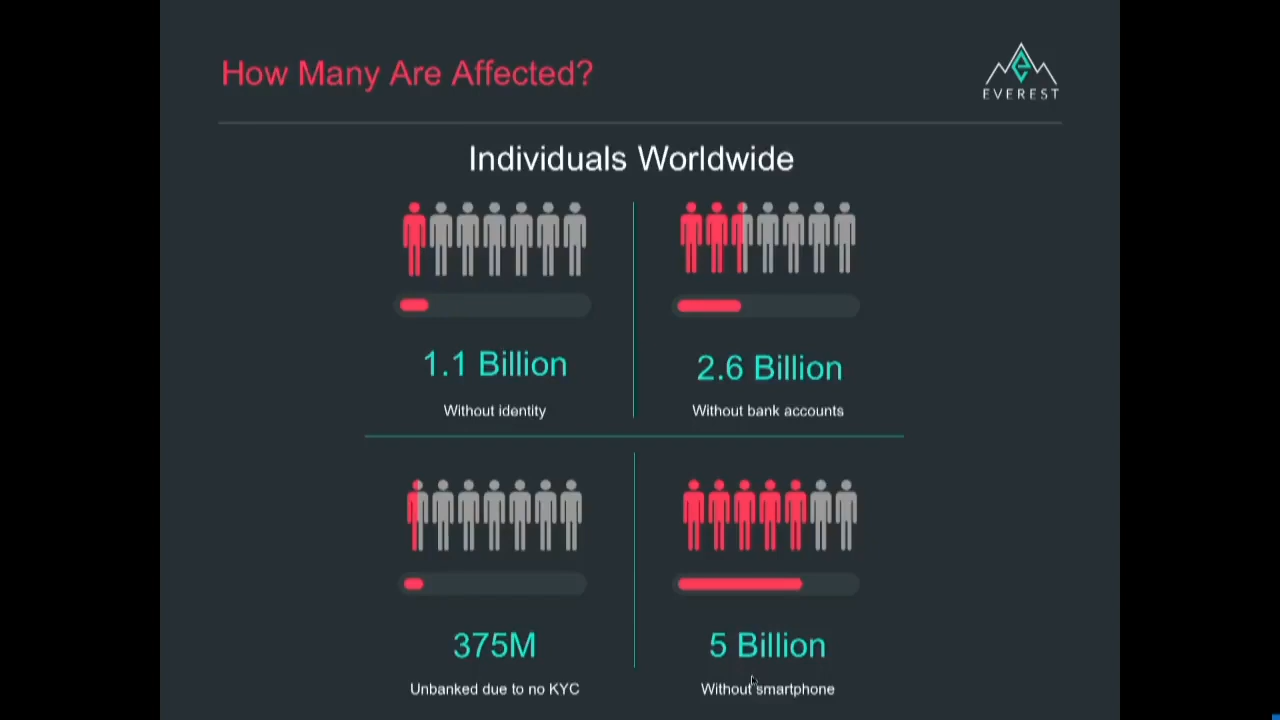 How Many Are Affected?
EVEREST
Individuals Worldwide
1.1 Billion
Without identity
2.6 Billion
Without bank accounts
375M
Unbanked due to no KYC
5 Billion
Without smartphone